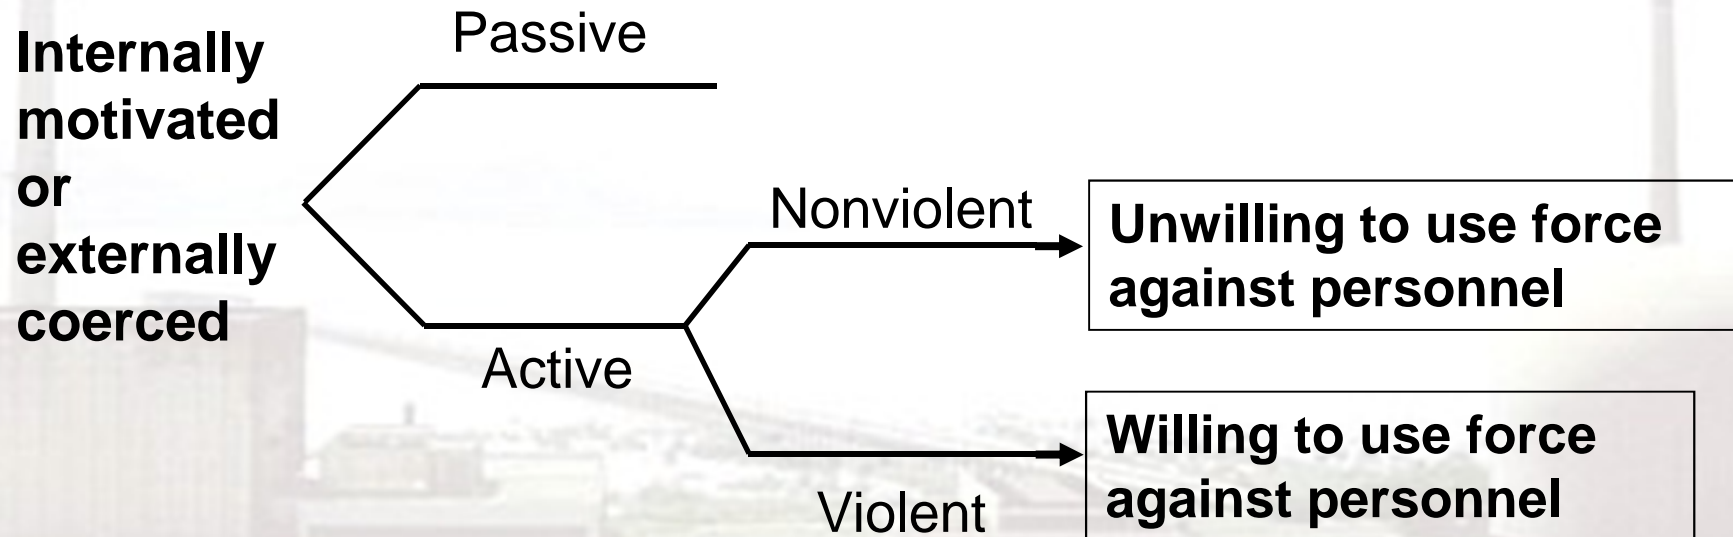 Internally
motivated
or
externally
coerced
Passive
Active
Nonviolent
Violent
Unwilling to use force
against personnel
Willing to use force
against personnel